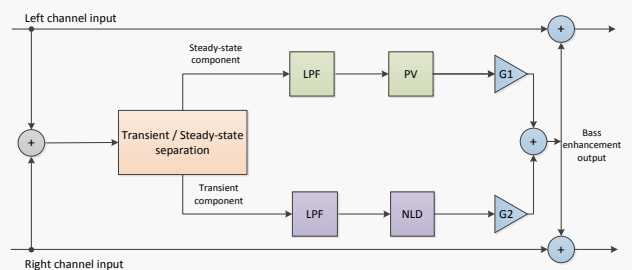 Left channel input
+
Steady-state
component
LPF
PV
G1
+
Transient / Steady-state
separation
+
Bass
enhancement
output
Transient
component
LPF
NLD
G2
+
Right channel input